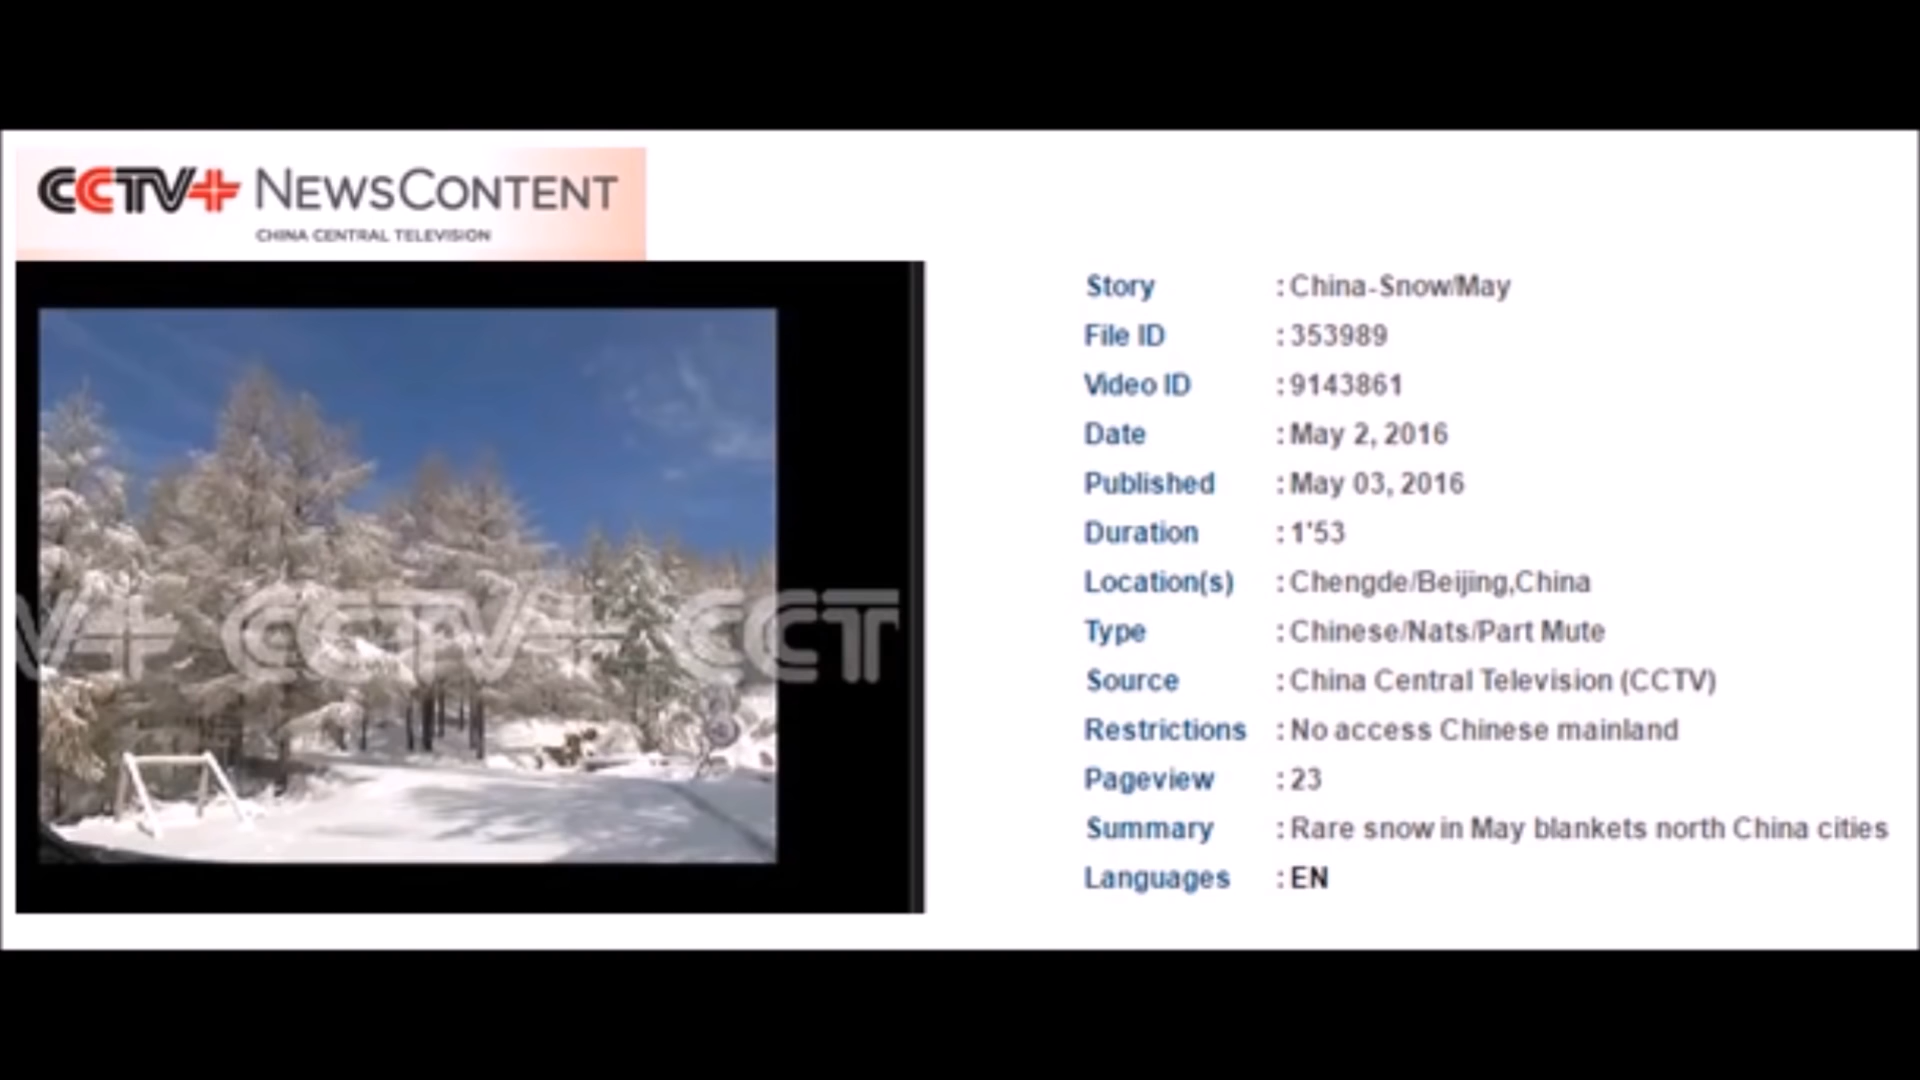 CCTV+ NEWSCONTENT
CHINA CENTRAL TELEVISION
V+ CCTV+ CCT
Story : China-Snow/May
File ID : 353989
Video ID : 9143861
Date : May 2, 2016
Published : May 03, 2016
Duration : 1'53
Location(s) : Chengde/Beijing,China
Type : Chinese/Nats/Part Mute
Source : China Central Television (CCTV)
Restrictions : No access Chinese mainland
Pageview : 23
Summary : Rare snow in May blankets north China cities
Languages : EN